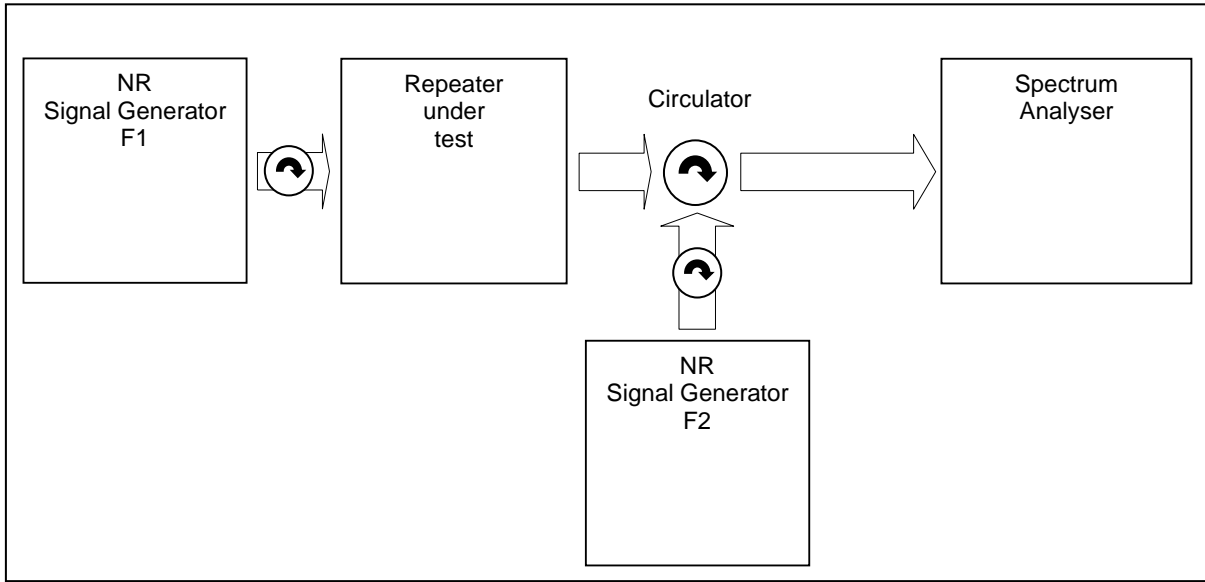 NR
Signal Generator
F1
Repeater
under
test
Circulator
Spectrum
Analyser
NR
Signal Generator
F2